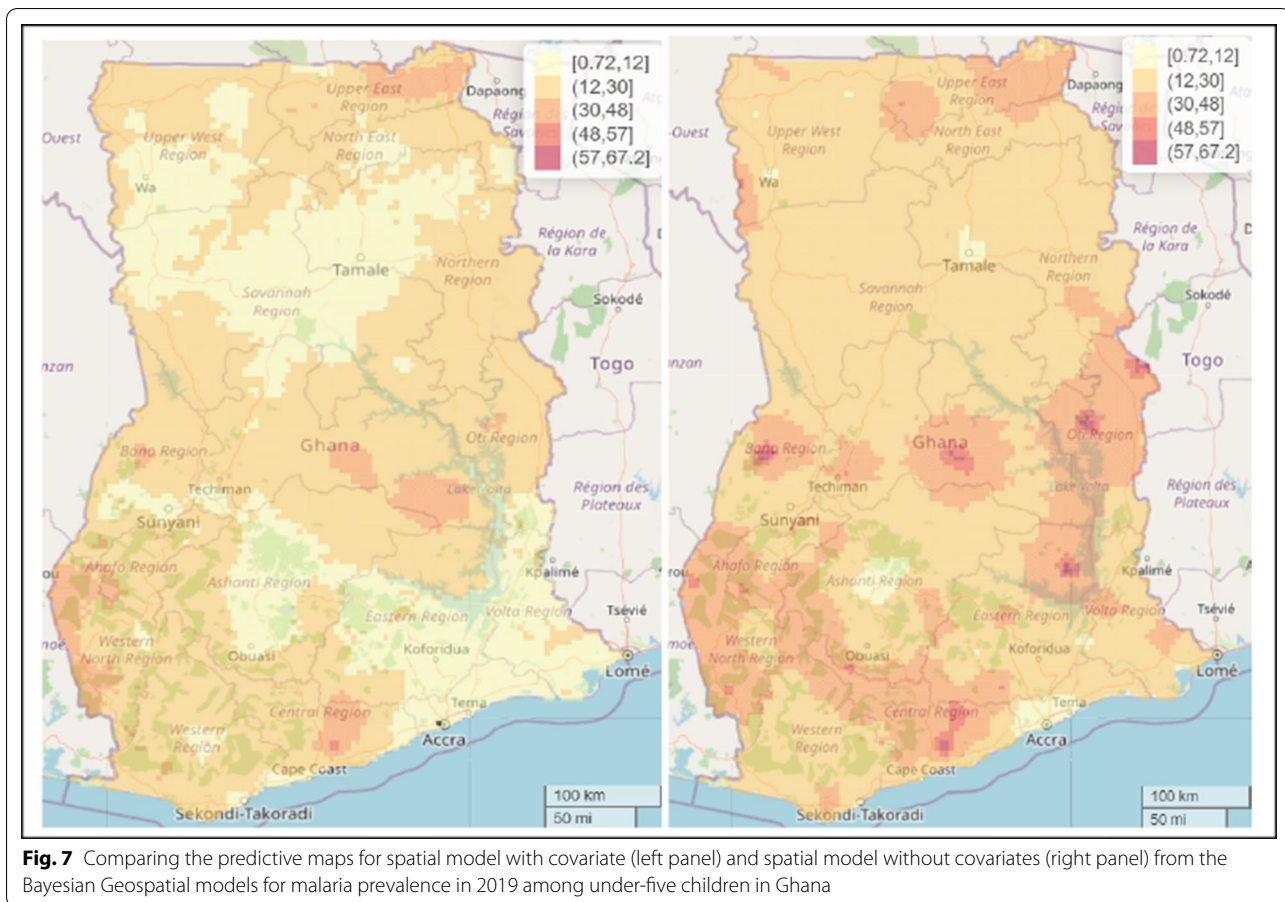 [0.72,12]
(12,30]
(30,48]
(48,57]
(57,67.2]
Upper East
Region
Dapaong
Ouest
Upper West
Region
North East
Region
Wa
Région de
la Kara
Tamale
Northern
Region
Savannah
Region
Sokodé
Togo
Ghana
Oti Region
Bono Region
Techiman
Lake Volta
Région des
Plateaux
Sunyani
Ahafo Region
Ashanti Region
Kpalimé
Eastern Region
Volta Region
Tsévié
Western
North Region
Obuasi
Koforidua
Lomé
Central Region
Tema
Western
Region
Accra
Cape Coast
Sekondi-Takoradi
100 km
50 mi
[0.72,12]
(12,30]
(30,48]
(48,57]
(57,67.2]
Upper East
Region
Dapaong
-Ouest
Upper West
Region
North East
Region
Wa
Région de
la Kara
Tamale
Northern
Region
Savannah
Region
Sokodé
Togo
Ghana
Oti Region
Bono Region
Techiman
Lake Volta
Région des
Plateaux
Sunyani
Ahafo Region
Ashanti Region
Kpalimé
Eastern Region
Volta Region
Tsévié
Western
North Region
Obuasi
Koforidua
Lomé
Central Region
Tema
Western
Region
Accra
Cape Coast
Sekondi-Takoradi
100 km
50 mi
Fig. 7 Comparing the predictive maps for spatial model with covariate (left panel) and spatial model without covariates (right panel) from the
Bayesian Geospatial models for malaria prevalence in 2019 among under-five children in Ghana